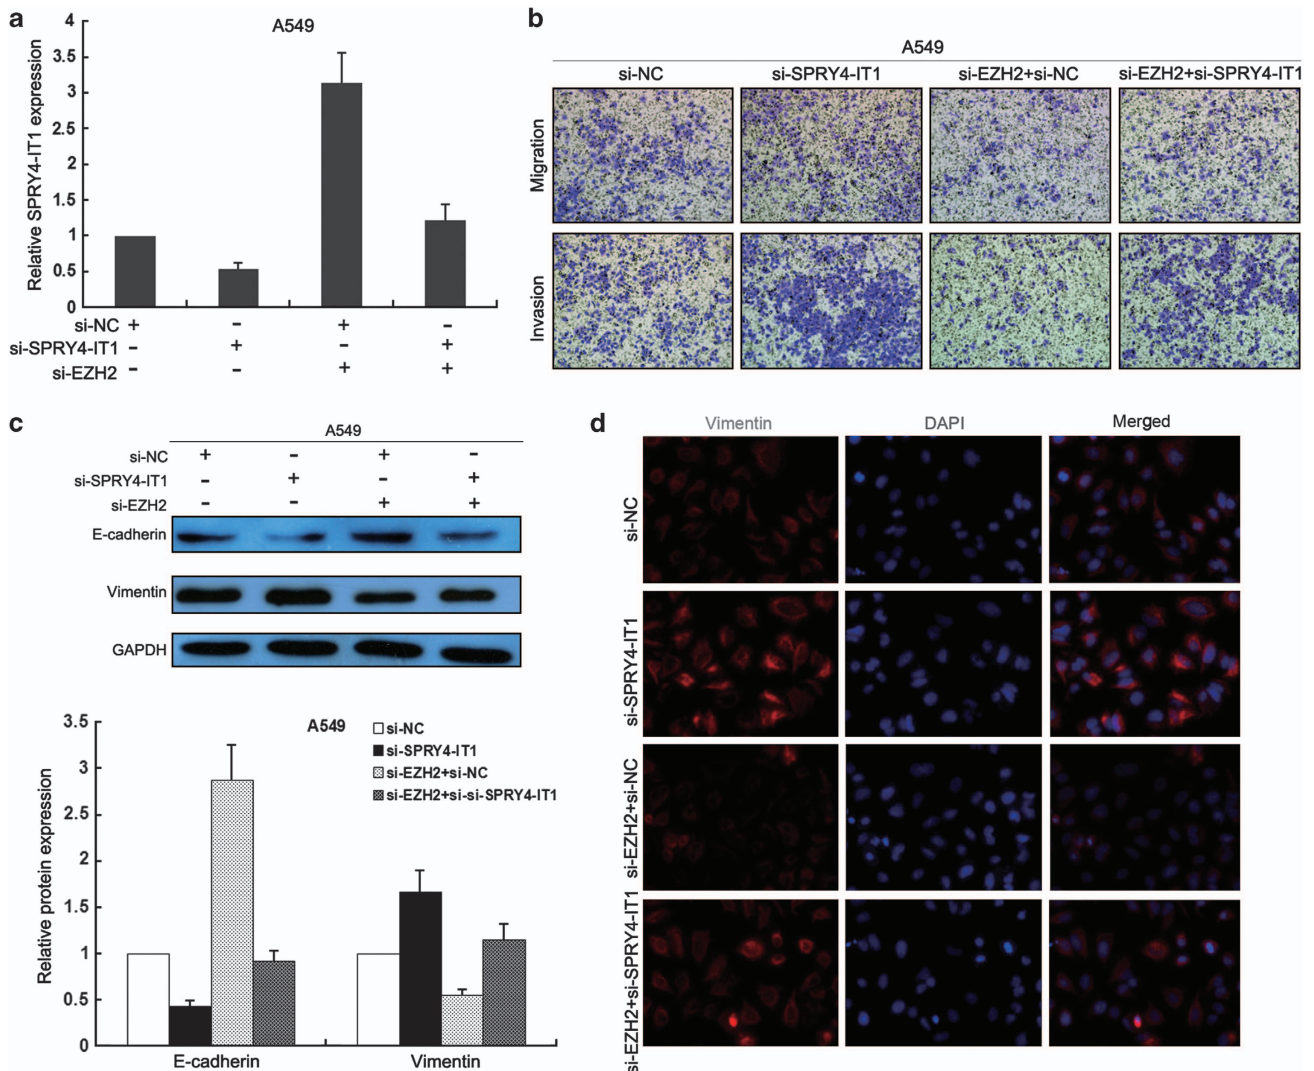 a
A549
Relative SPRY4-IT1 expression
4
3.5
3
2.5
2
1.5
1
0.5
0
si-NC + - + -
si-SPRY4-IT1 - + - +
si-EZH2 - - + +
b
A549
si-NC si-SPRY4-IT1 si-EZH2+si-NC si-EZH2+si-SPRY4-IT1
Migration
Invasion
c
A549
si-NC + - + -
si-SPRY4-IT1 - + - +
si-EZH2 - - + +
E-cadherin
Vimentin
GAPDH
A549
si-NC
si-SPRY4-IT1
si-EZH2+si-NC
si-EZH2+si-si-SPRY4-IT1
Relative protein expression
3.5
3
2.5
2
1.5
1
0.5
0
E-cadherin Vimentin
d
Vimentin DAPI Merged
si-NC
si-SPRY4-IT1
si-EZH2+si-NC
si-EZH2+si-SPRY4-IT1